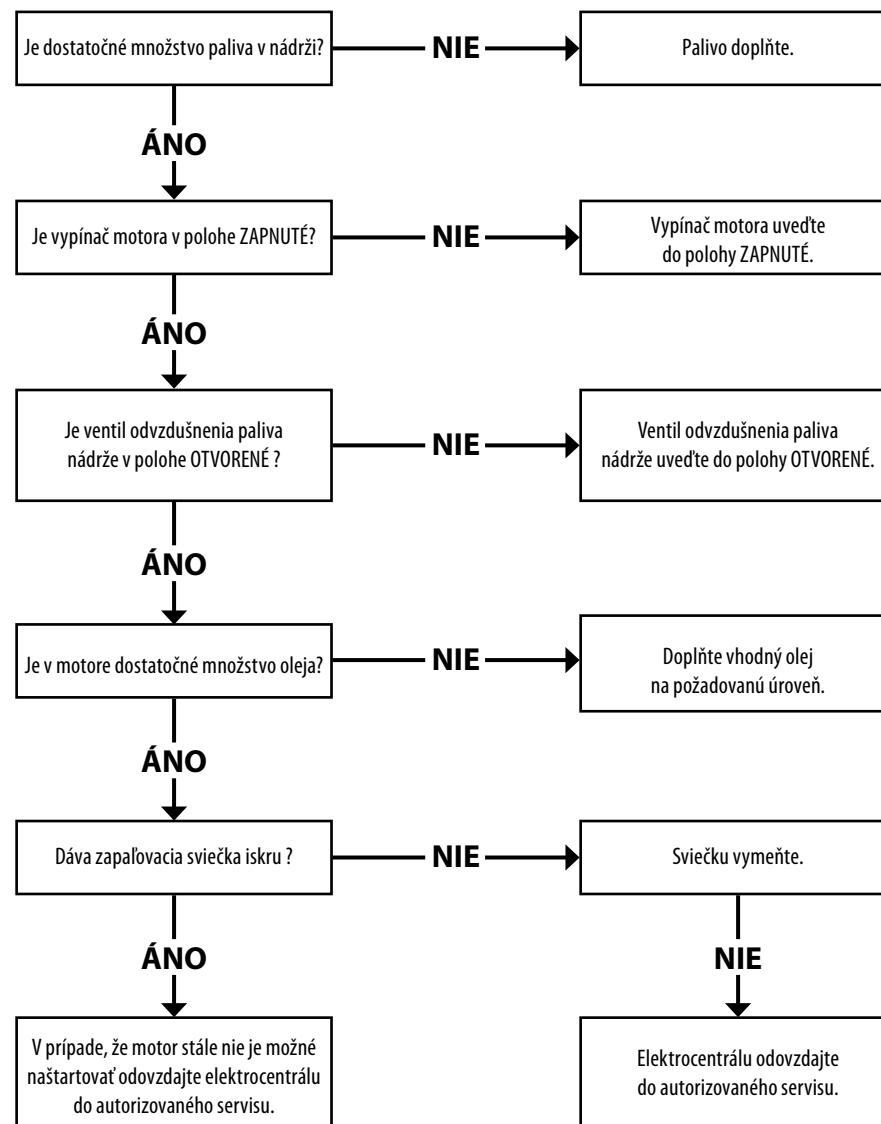 Je dostatočné množstvo paliva v nádrži?
NIE
Palivo doplňte.
ÁNO
Je vypínač motora v polohe ZAPNUTÉ?
NIE
Vypínač motora uveďte
do polohy ZAPNUTÉ.
ÁNO
Je ventil odvzdušnenia paliva
nádrže v polohe OTVORENÉ ?
NIE
Ventil odvzdušnenia paliva
nádrže uveďte do polohy OTVORENÉ.
ÁNO
Je v motore dostatočné množstvo oleja?
NIE
Doplňte vhodný olej
na požadovanú úroveň.
ÁNO
Dáva zapaľovacia sviečka iskru ?
NIE
Sviečku vymeňte.
ÁNO
NIE
V prípade, že motor stále nie je možné
naštartovať odovzdajte elektrocentrálu
do autorizovaného servisu.
Elektrocentrálu odovzdajte
do autorizovaného servisu.